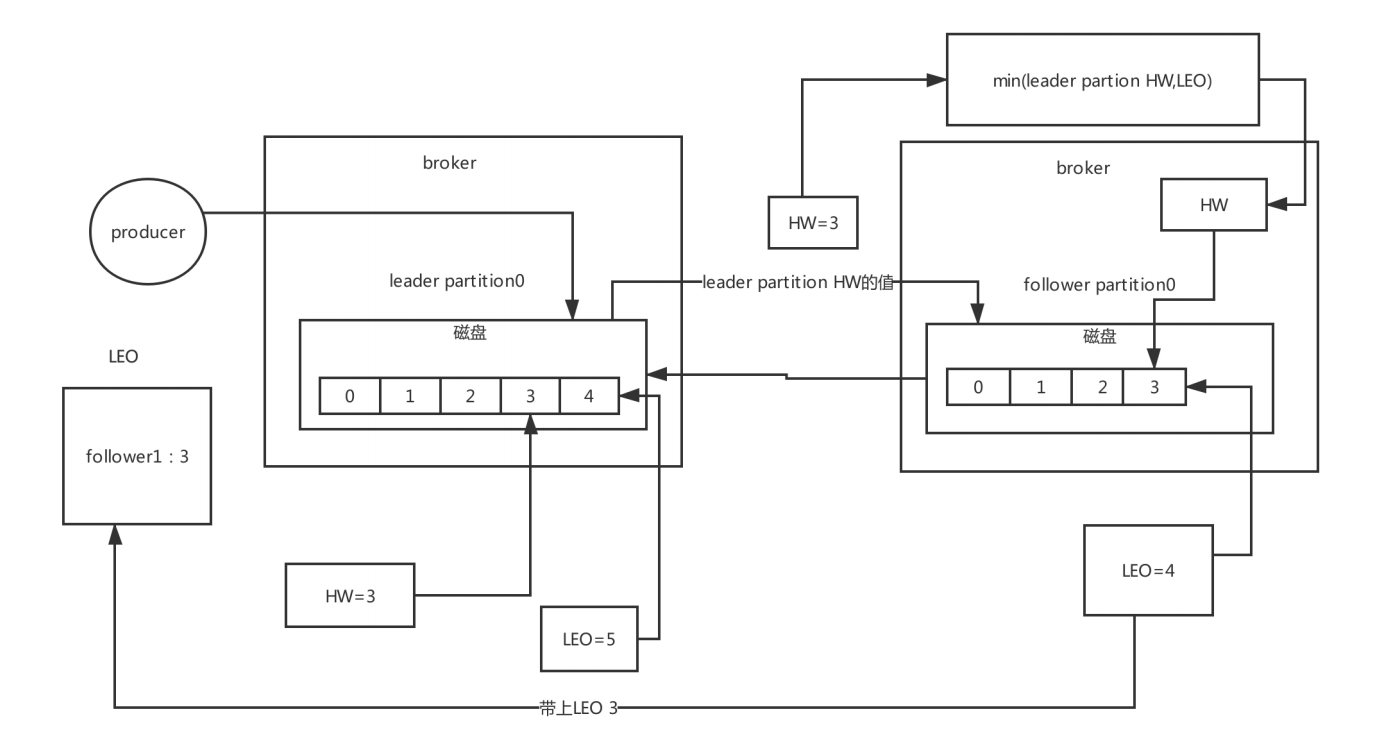 min(leader partion HW,LEO)
broker
broker
producer
HW=3
HW
leader partition0
leader partition HW的值
follower partition0
磁盘
磁盘
LEO
0
1
2
3
4
0
1
2
3
follower1：3
HW=3
LEO=5
LEO=4
带上LEO 3